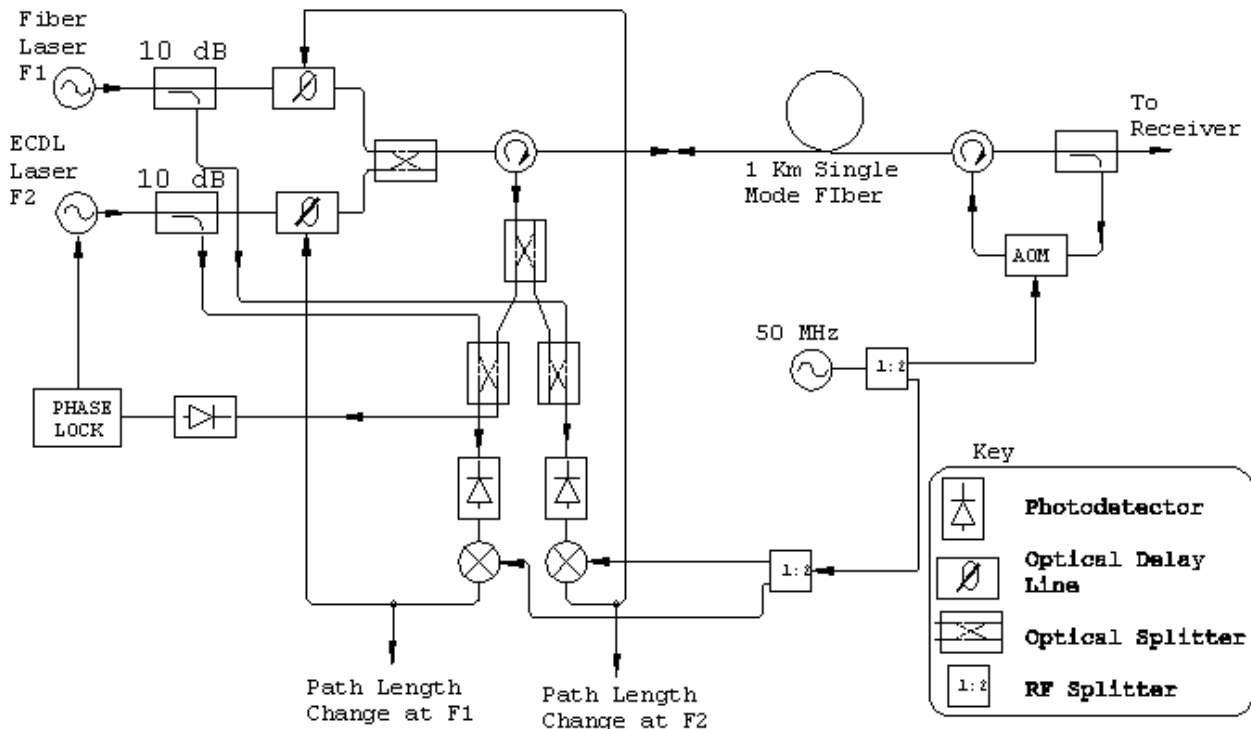 Fiber
Laser
F1
10 dB
ECDL
Laser
F2
10 dB
1 Km Single
Mode FIber
To
Receiver
AOM
50 MHz
1:2
PHASE
LOCK
1:2
Path Length
Change at F1
Path Length
Change at F2
Key
Photodetector
Optical Delay
Line
Optical Splitter
1:2
RF Splitter